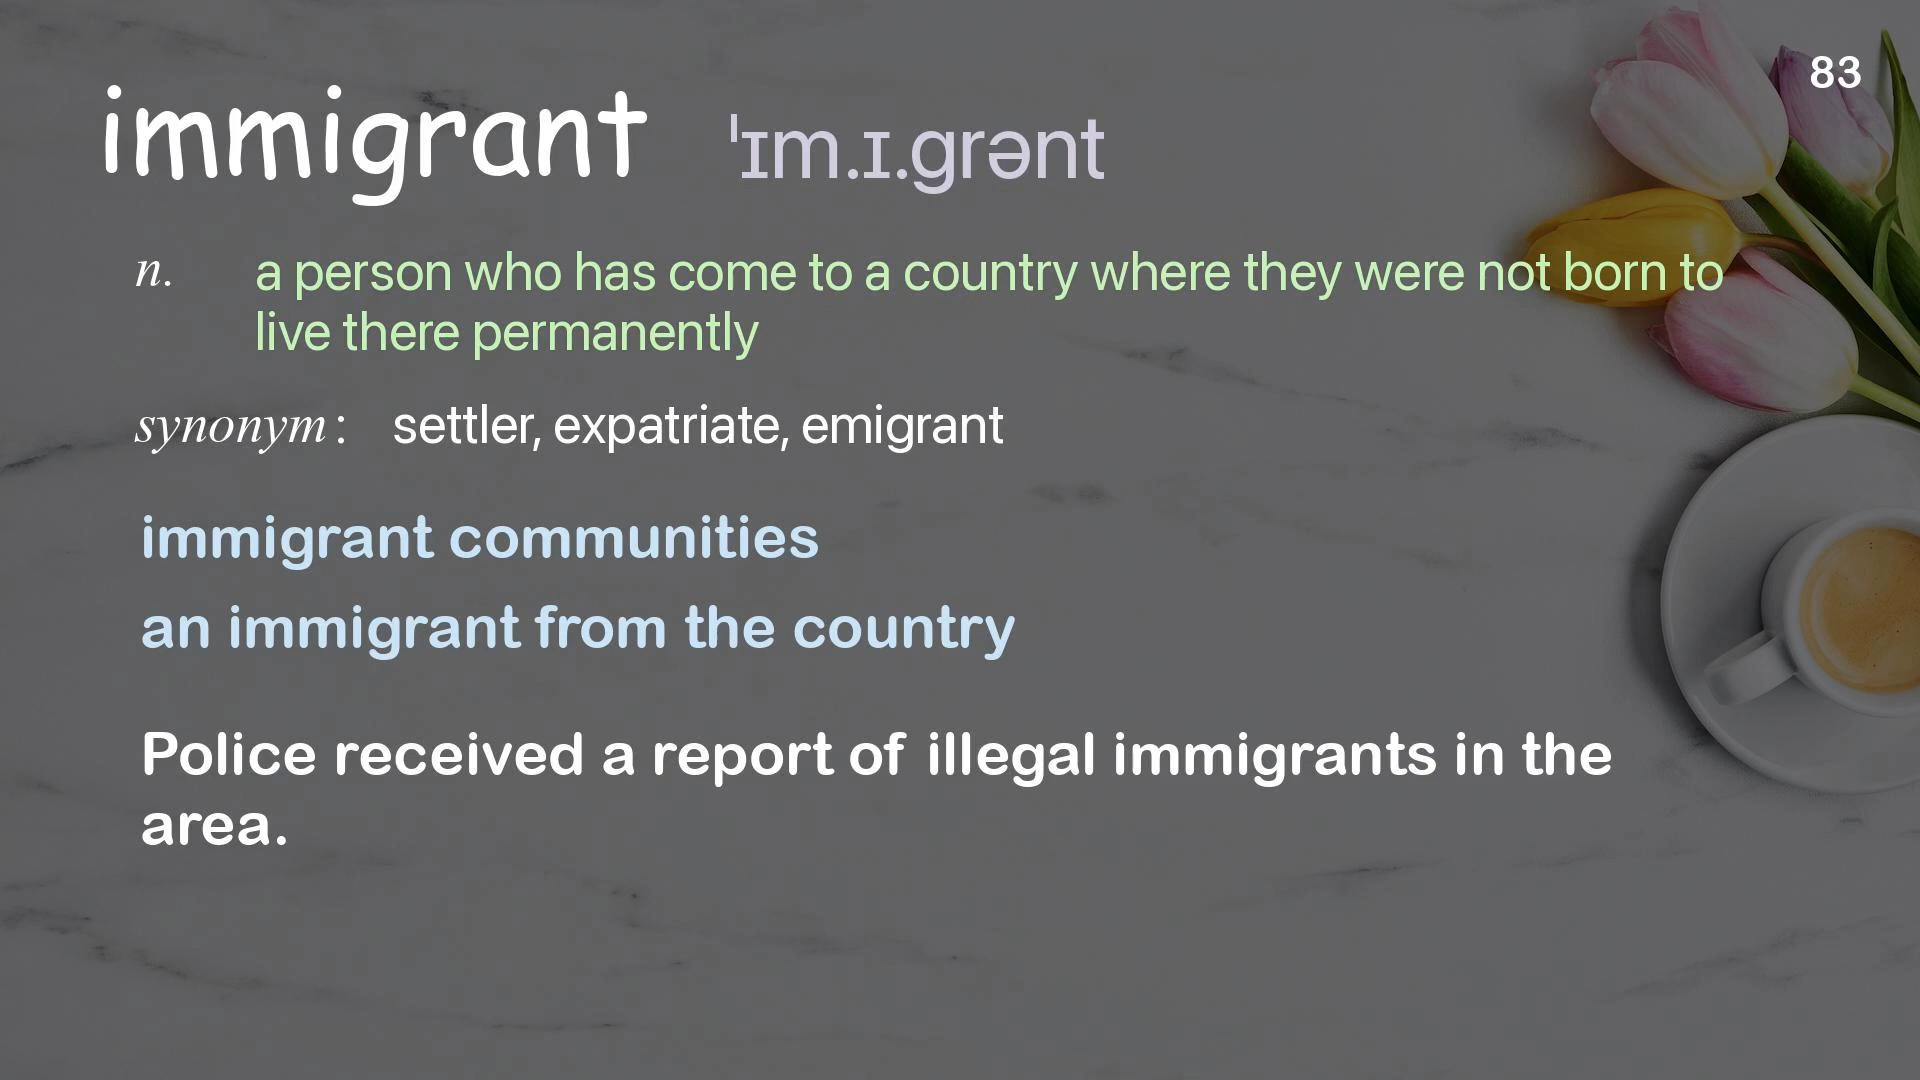 83
immigrant ˈɪm.ɪ.grənt
n. a person who has come to a country where they were not born to
live there permanently
synonym : settler, expatriate, emigrant
immigrant communities
an immigrant from the country
Police received a report of illegal immigrants in the
area.